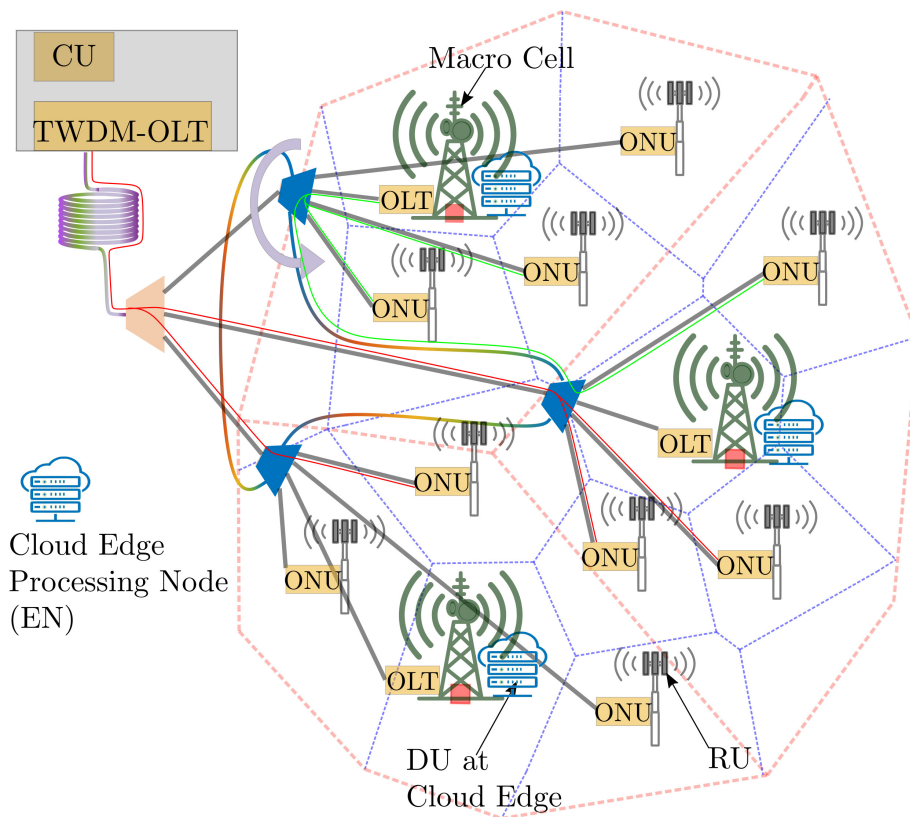 CU
Macro Cell
TWDM-OLT
ONU
OLT
ONU
ONU
ONU
OLT
ONU
Cloud Edge
Processing Node
(EN)
ONU
ONU
ONU
OLT
ONU
DU at
Cloud Edge
RU